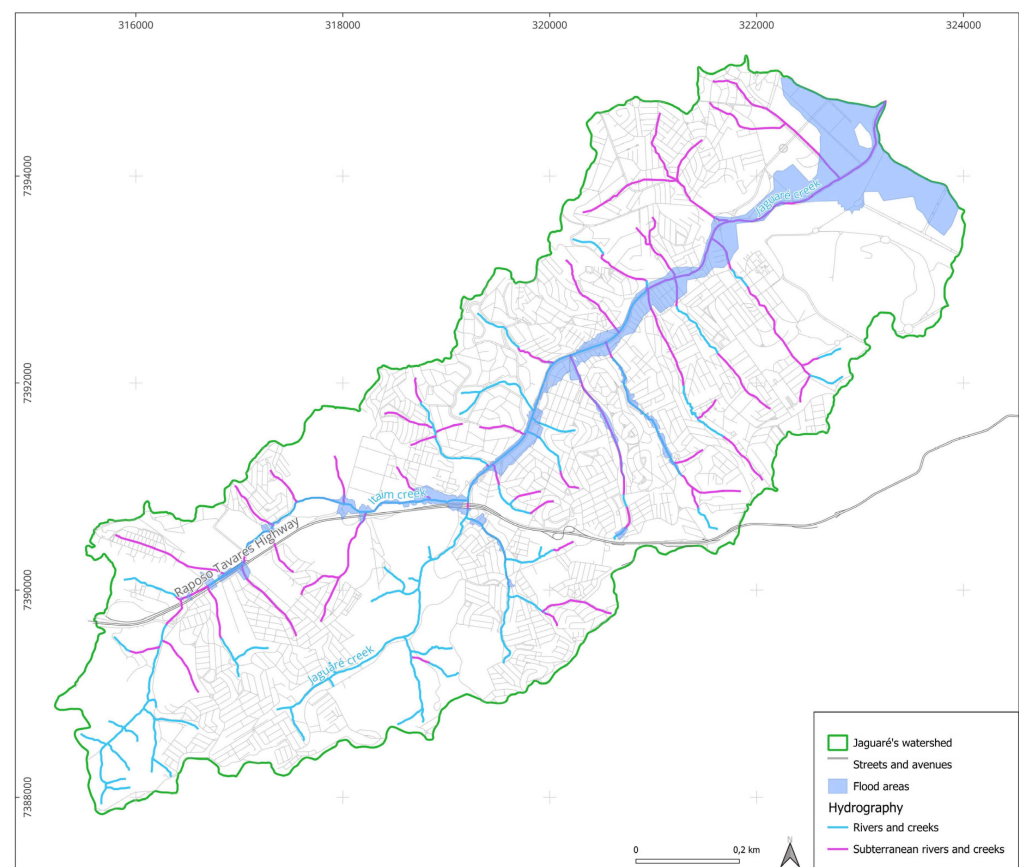 316000
318000
320000
322000
324000
7394000
7392000
7390000
7388000
Jaguaré creek
Itaim creek
Raposo Tavares Highway
Jaguaré creek
Jaguaré's watershed
Streets and avenues
Flood areas
Hydrography
Rivers and creeks
Subterranean rivers and creeks
0
0,2 km
N